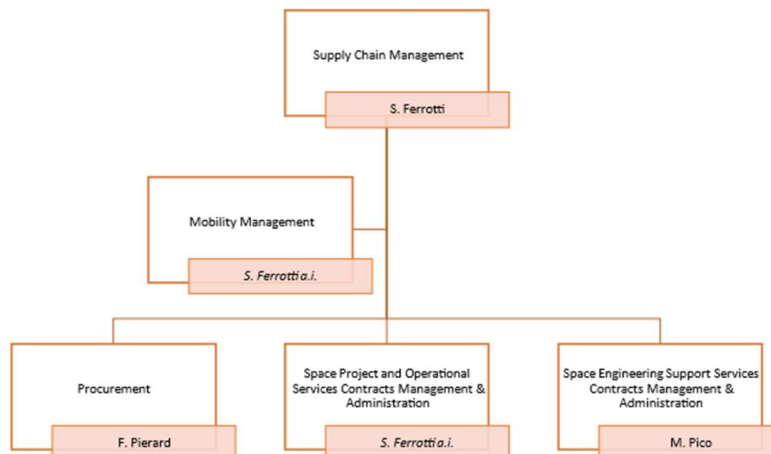 Supply Chain Management
S. Ferrotti
Mobility Management
S. Ferrotti a.i.
Procurement
F. Pierard
Space Project and Operational
Services Contracts Management &
Administration
S. Ferrotti a.i.
Space Engineering Support Services
Contracts Management &
Administration
M. Pico